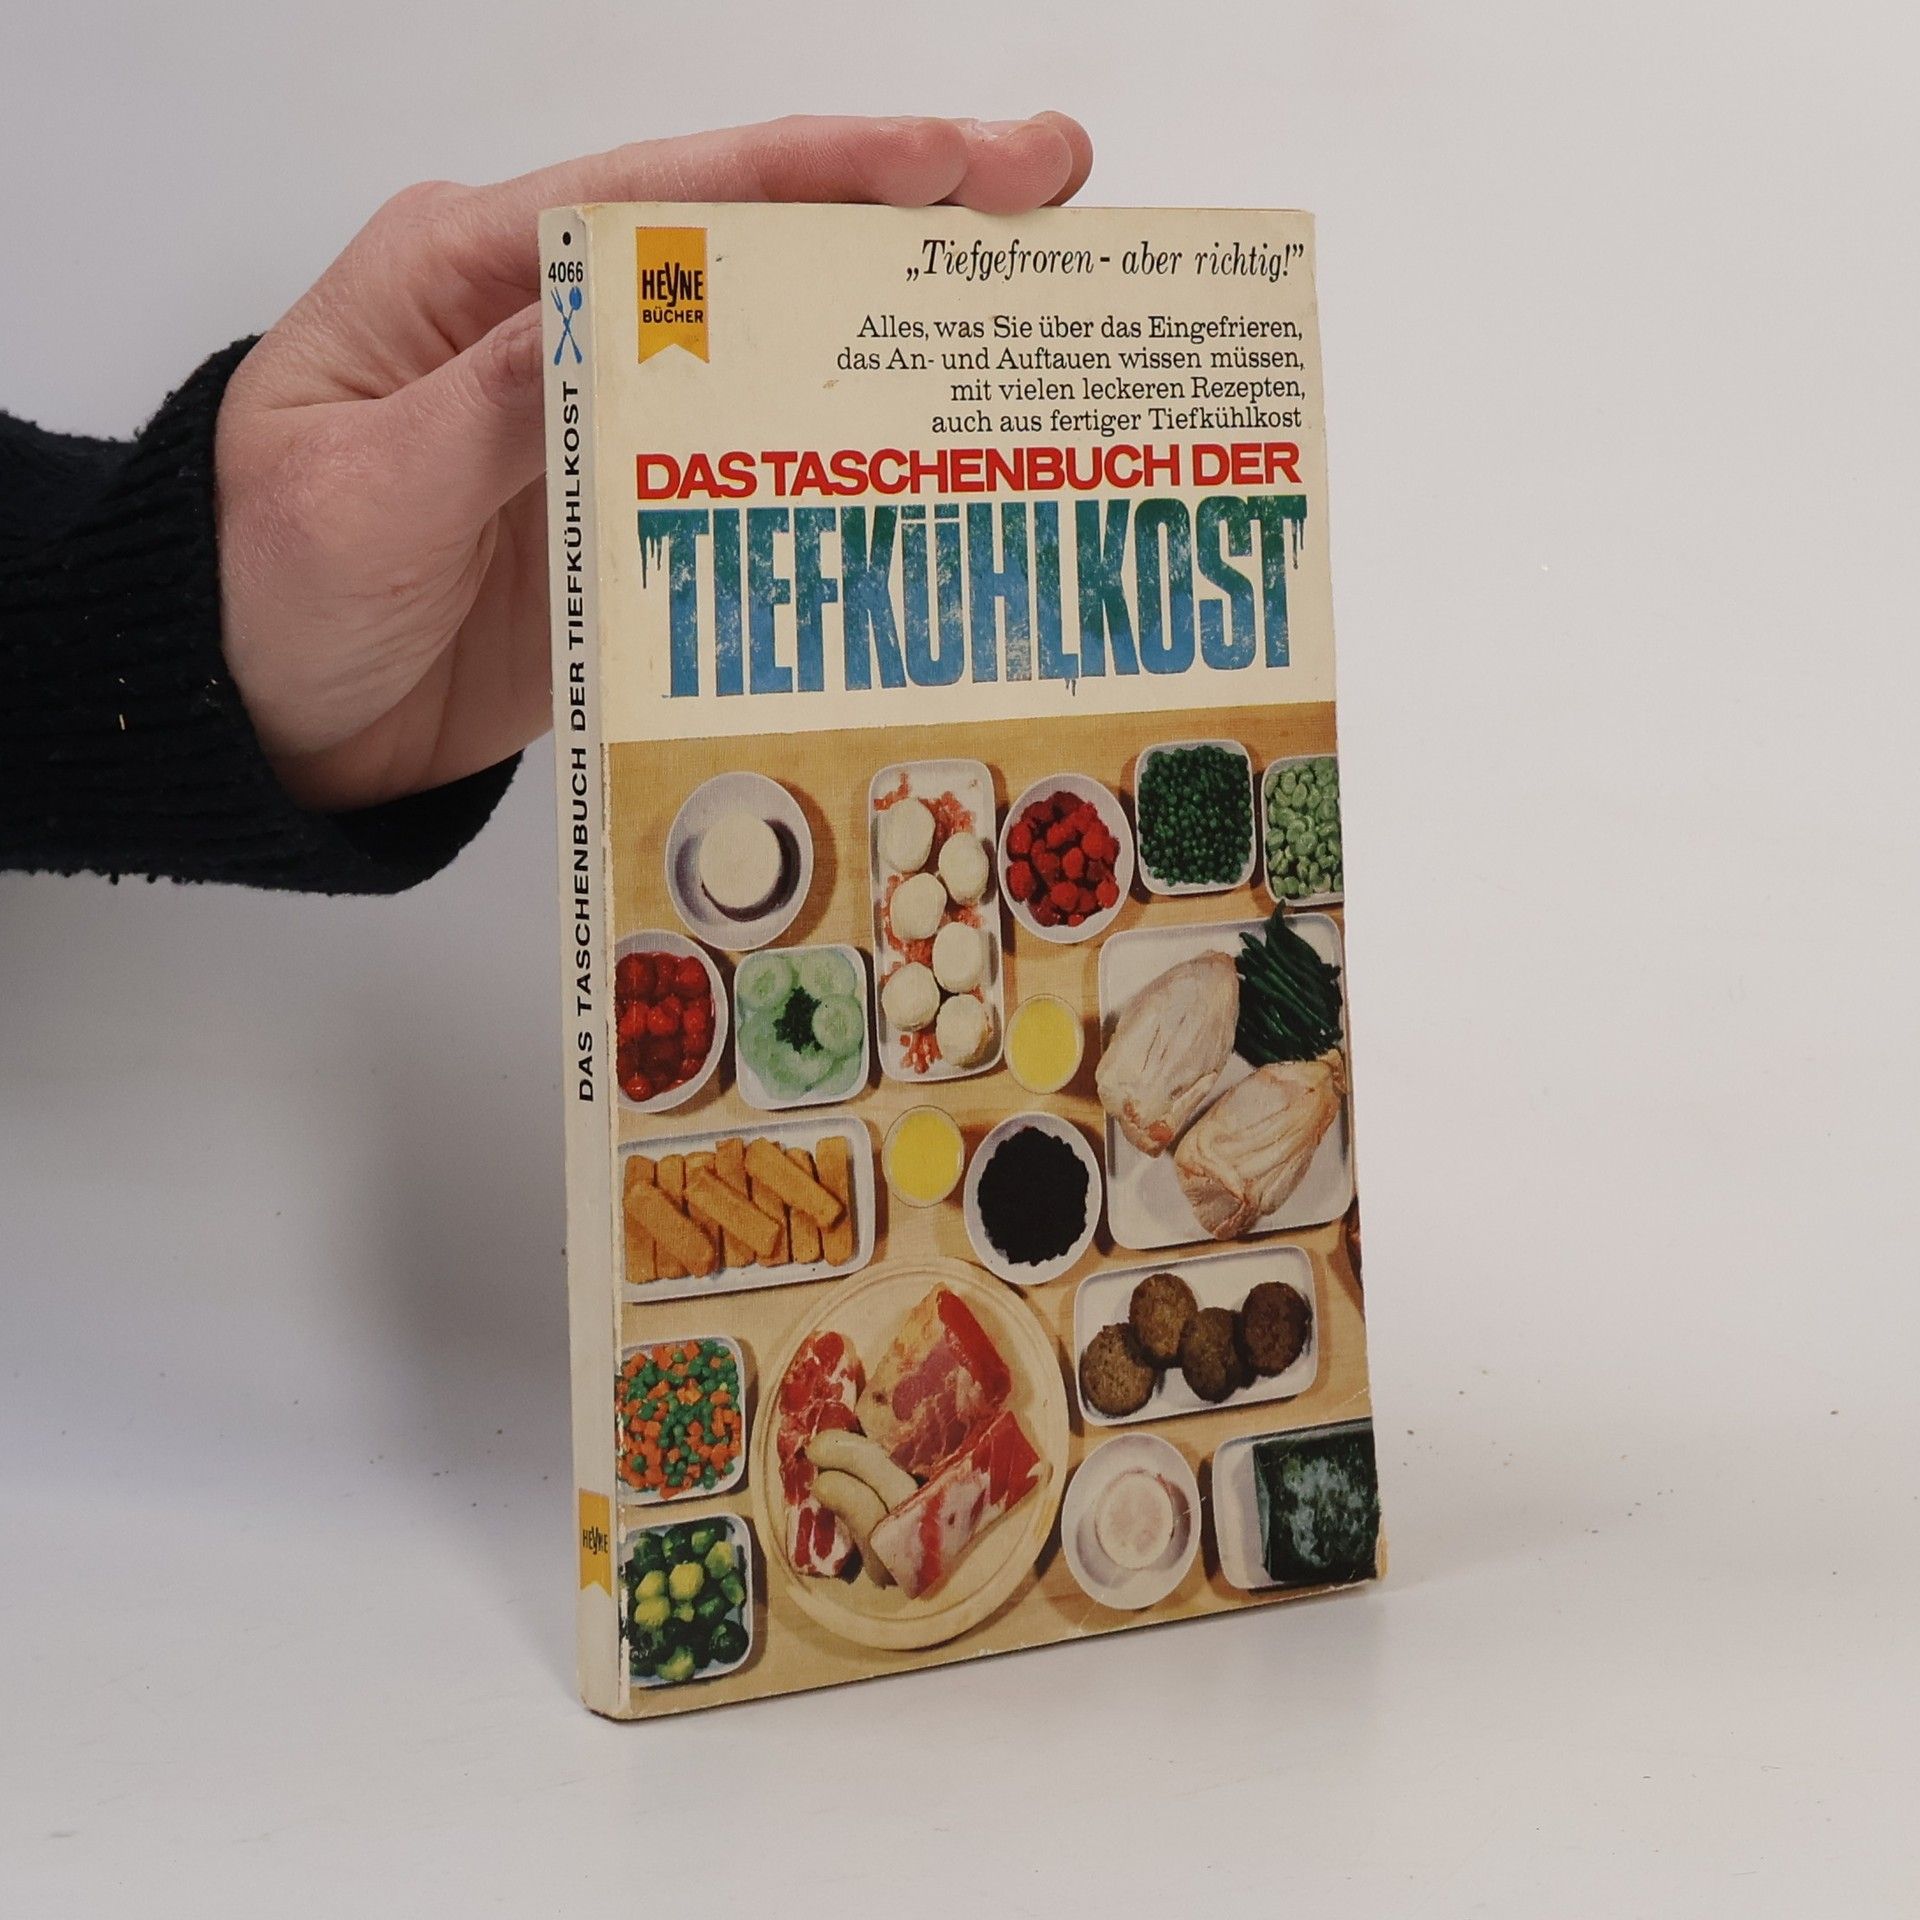 4066
DAS TASCHENBUCH DER TIEFKÜHLKOST
HEYNE
HEYNE
BÜCHER
„Tiefgefroren - aber richtig!”
Alles, was Sie über das Eingefrieren,
das An- und Auftauen wissen müssen,
mit vielen leckeren Rezepten,
auch aus fertiger Tiefkühlkost
DAS TASCHENBUCH DER
TIEFKÜHLKOST